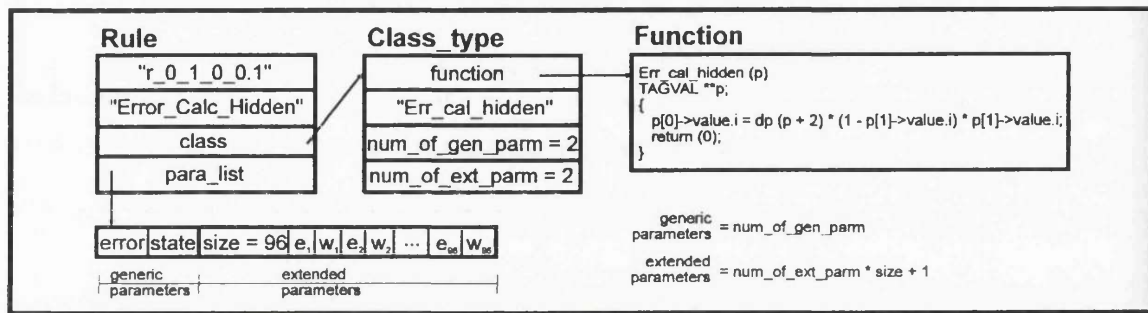 Rule
"r_0_1_0_0.1"
"Error_Calc_Hidden"
class
para_list
Class_type
function
"Err_cal_hidden"
num_of_gen_parm = 2
num_of_ext_parm = 2
Function
Err_cal_hidden (p)
TAGVAL **p;
{
p[0]->value.i = dp (p + 2) * (1 - p[1]->value.i) * p[1]->value.i;
return (0);
}
error state size = 96 e₁ w₁ e₂ w₂ ... e₉₆ w₉₆
generic
parameters
extended
parameters
generic
parameters = num_of_gen_parm
extended
parameters = num_of_ext_parm * size + 1